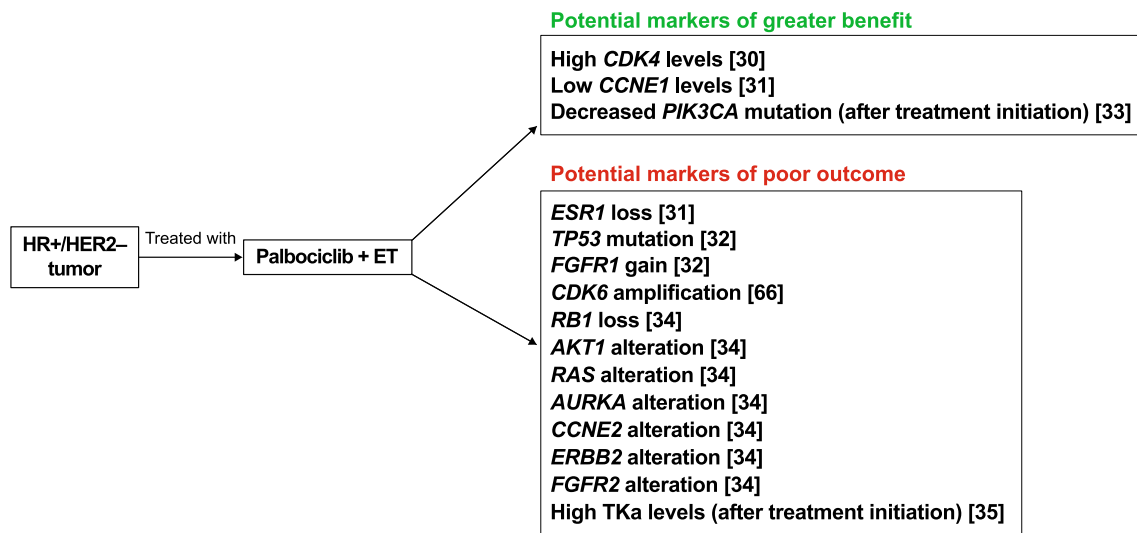 Potential markers of greater benefit
High CDK4 levels [30]
Low CCNE1 levels [31]
Decreased PIK3CA mutation (after treatment initiation) [33]
Potential markers of poor outcome
ESR1 loss [31]
TP53 mutation [32]
FGFR1 gain [32]
CDK6 amplification [66]
RB1 loss [34]
AKT1 alteration [34]
RAS alteration [34]
AURKA alteration [34]
CCNE2 alteration [34]
ERBB2 alteration [34]
FGFR2 alteration [34]
High TKa levels (after treatment initiation) [35]
HR+/HER2–
tumor
Treated with
Palbociclib + ET